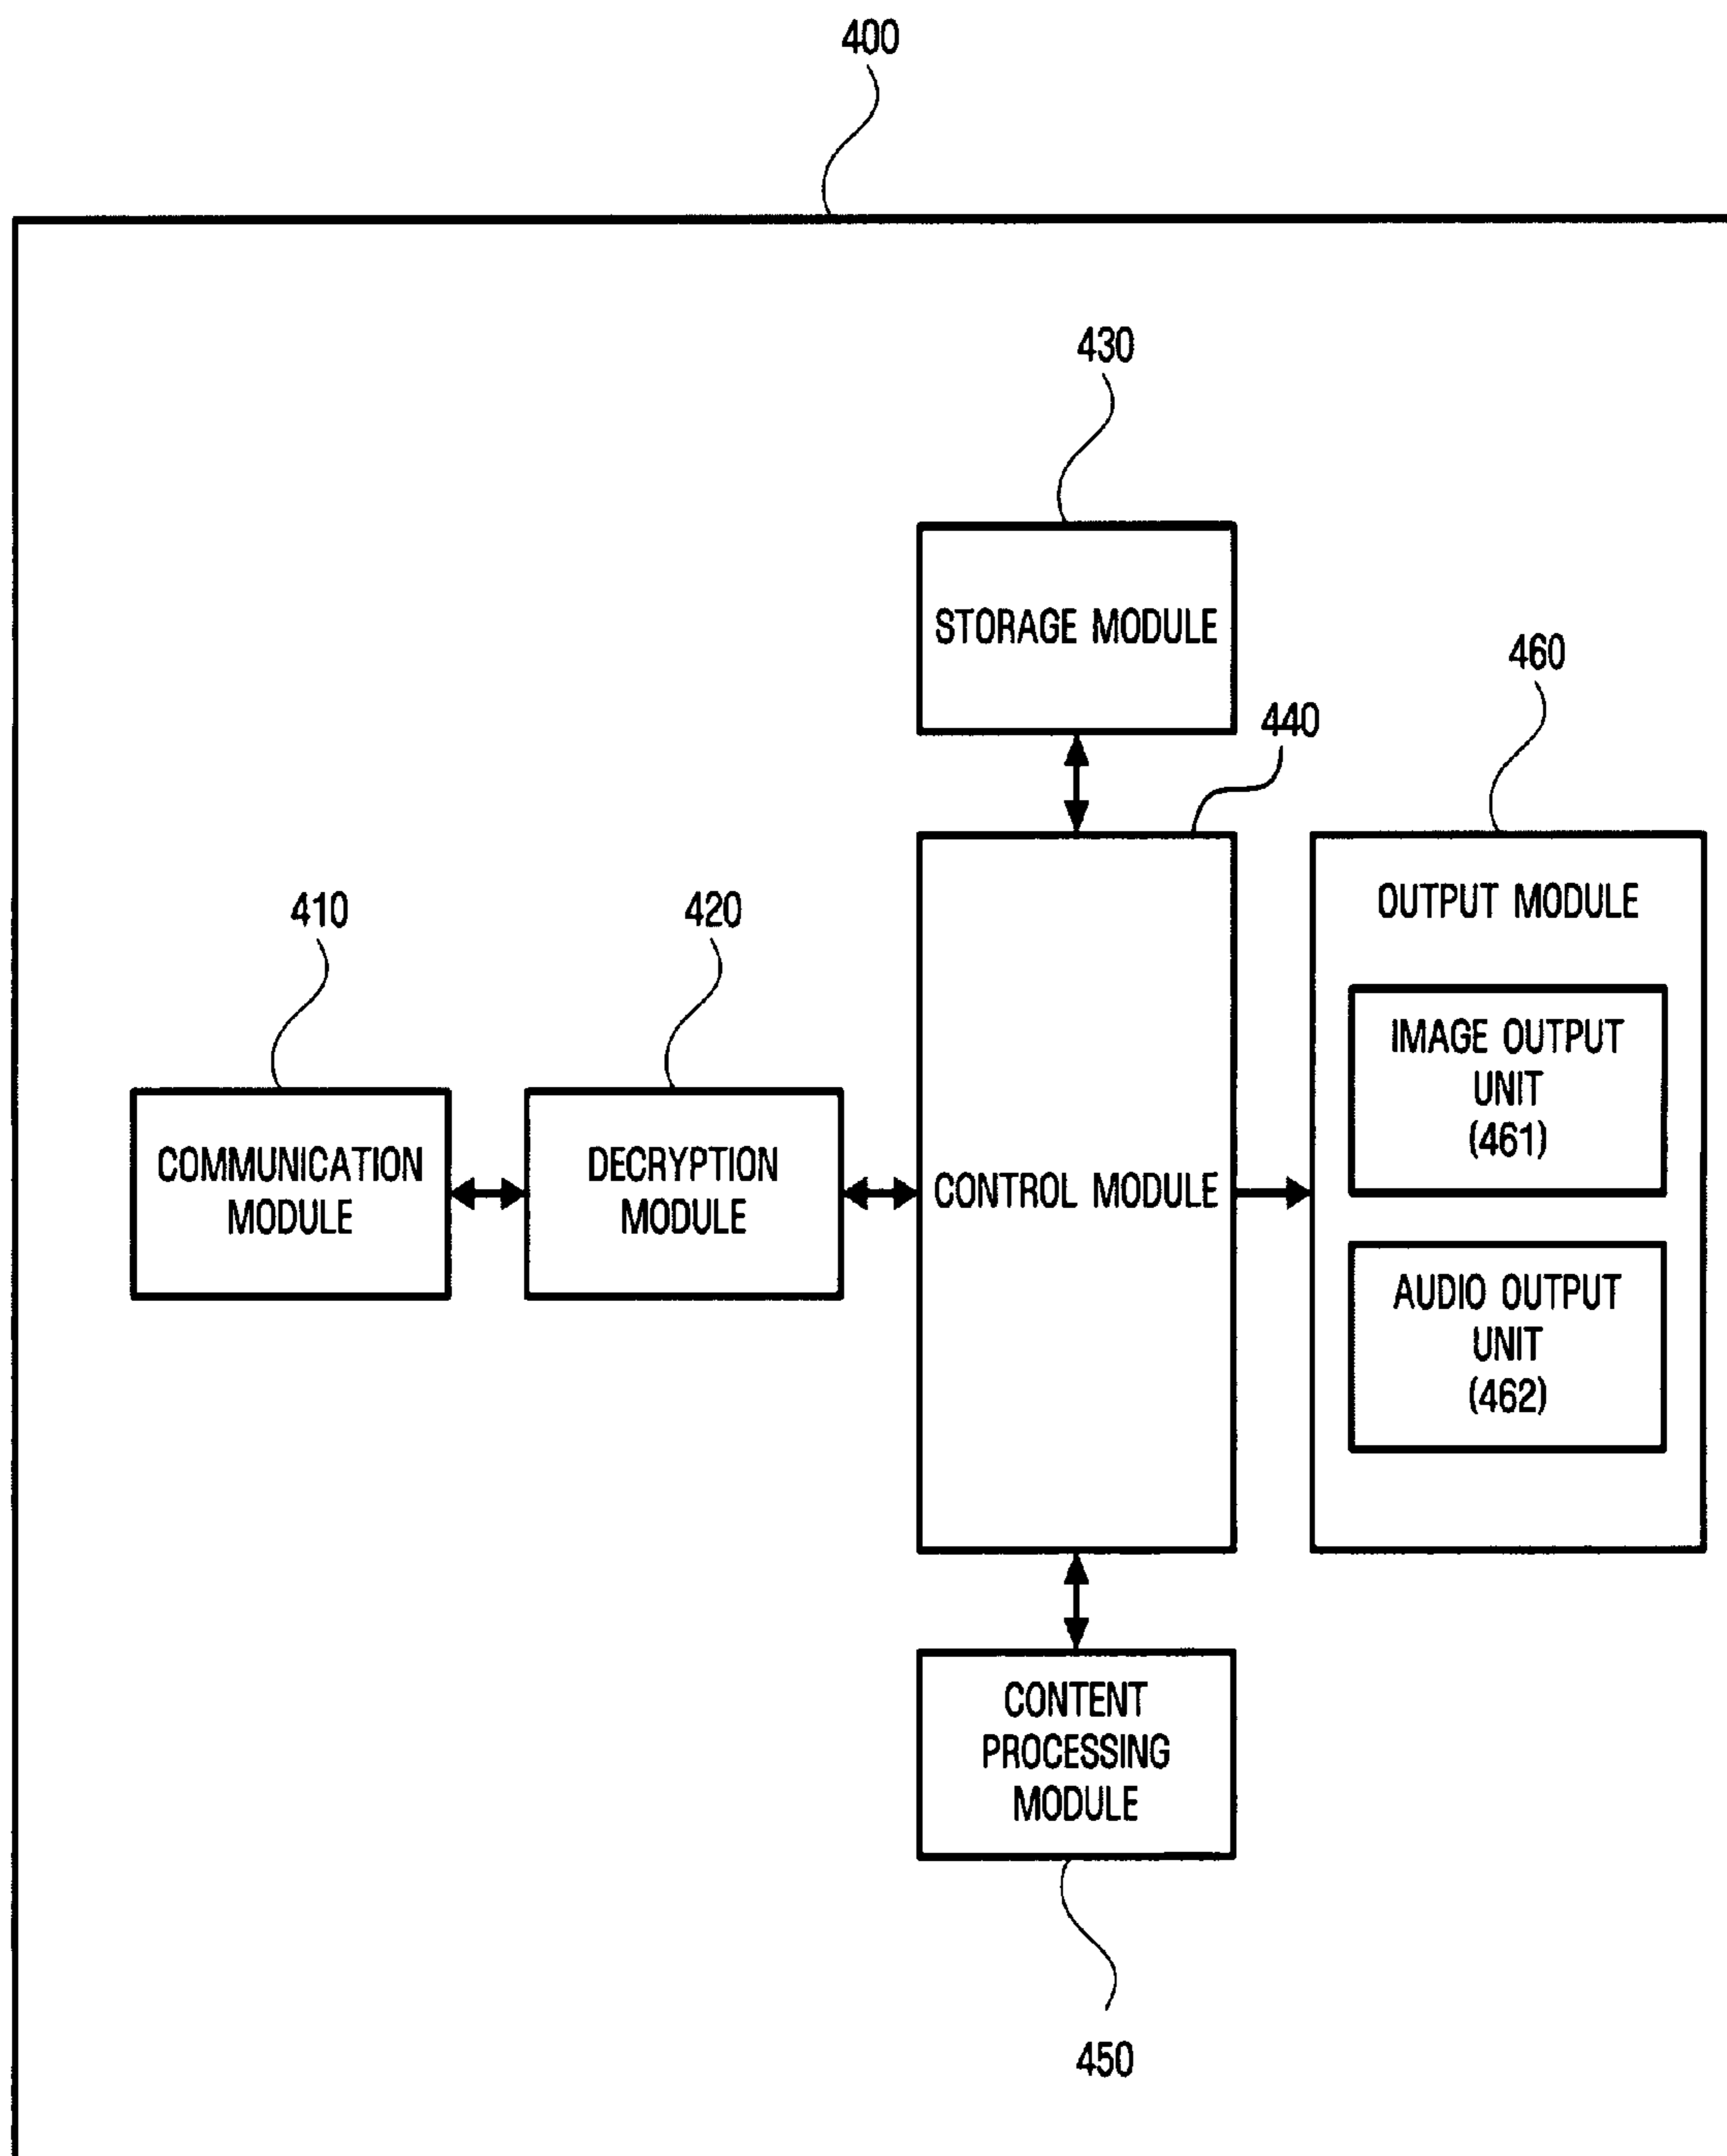 400
430
STORAGE MODULE
440
460
OUTPUT MODULE
410
420
IMAGE OUTPUT
UNIT
(461)
COMMUNICATION
MODULE
DECRYPTION
MODULE
CONTROL MODULE
AUDIO OUTPUT
UNIT
(462)
CONTENT
PROCESSING
MODULE
450